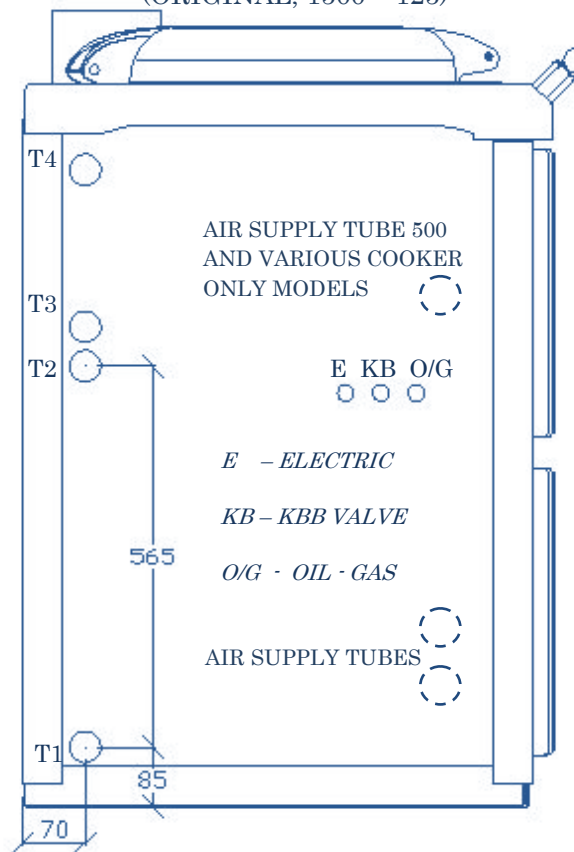 T4
AIR SUPPLY TUBE 500
AND VARIOUS COOKER
ONLY MODELS
T3
T2
E KB O/G
E – ELECTRIC
KB – KBB VALVE
565
O/G - OIL - GAS
AIR SUPPLY TUBES
T1
85
70